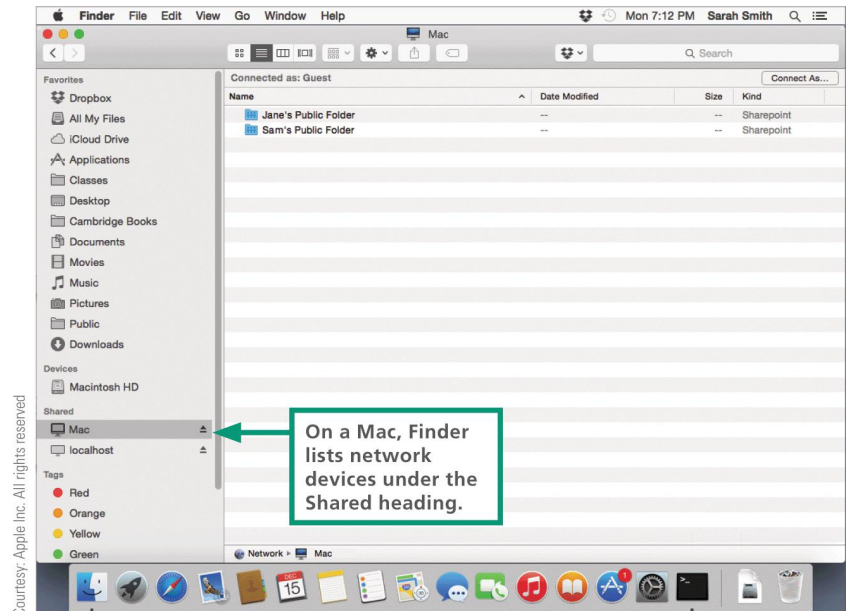 Finder File Edit View Go Window Help Mon 7:12 PM Sarah Smith
Mac
Search
Favorites
Dropbox
All My Files
iCloud Drive
Applications
Classes
Desktop
Cambridge Books
Documents
Movies
Music
Pictures
Public
Downloads
Devices
Macintosh HD
Shared
Mac
localhost
Tags
Red
Orange
Yellow
Green
Connected as: Guest Connect As...
Name Date Modified Size Kind
Jane's Public Folder -- -- Sharepoint
Sam's Public Folder -- -- Sharepoint
On a Mac, Finder
lists network
devices under the
Shared heading.
Network Mac
DEC
15
1
Courtesy: Apple Inc. All rights reserved